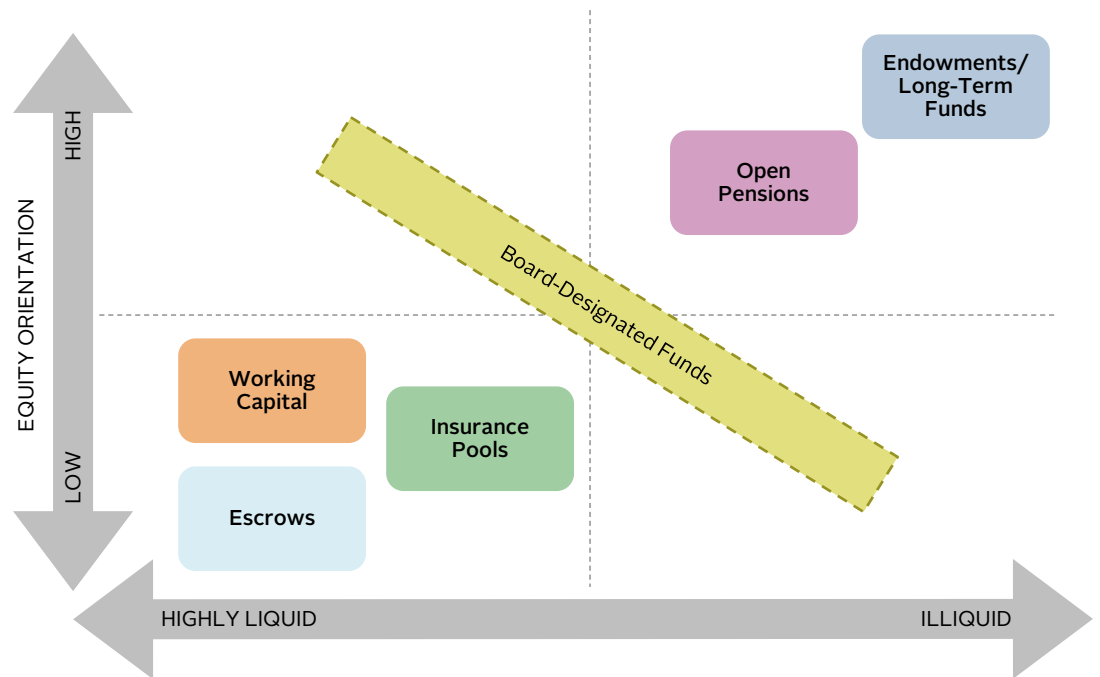 Endowments/
Long-Term
Funds
HIGH
Open
Pensions
EQUITY ORIENTATION
Board-Designated Funds
Working
Capital
Insurance
Pools
LOW
Escrows
HIGHLY LIQUID
ILLIQUID